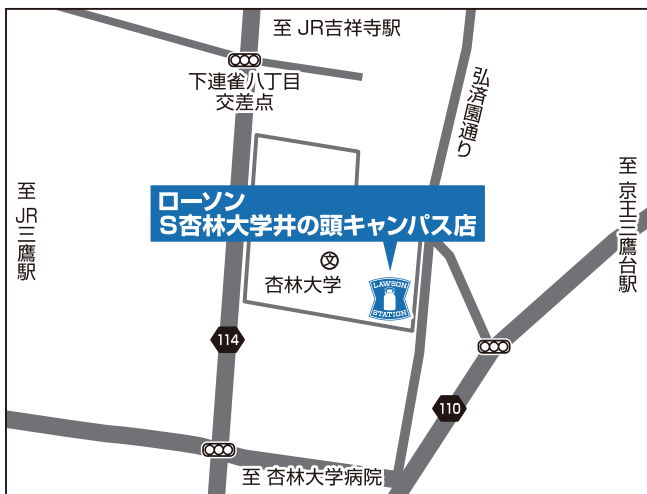 至 JR吉祥寺駅
下連雀八丁目
交差点
弘済園通り
至 JR三鷹駅
至 京王三鷹台駅
ローソン
S杏林大学井の頭キャンパス店
文
杏林大学
LAWSON
STATION
114
110
至 杏林大学病院